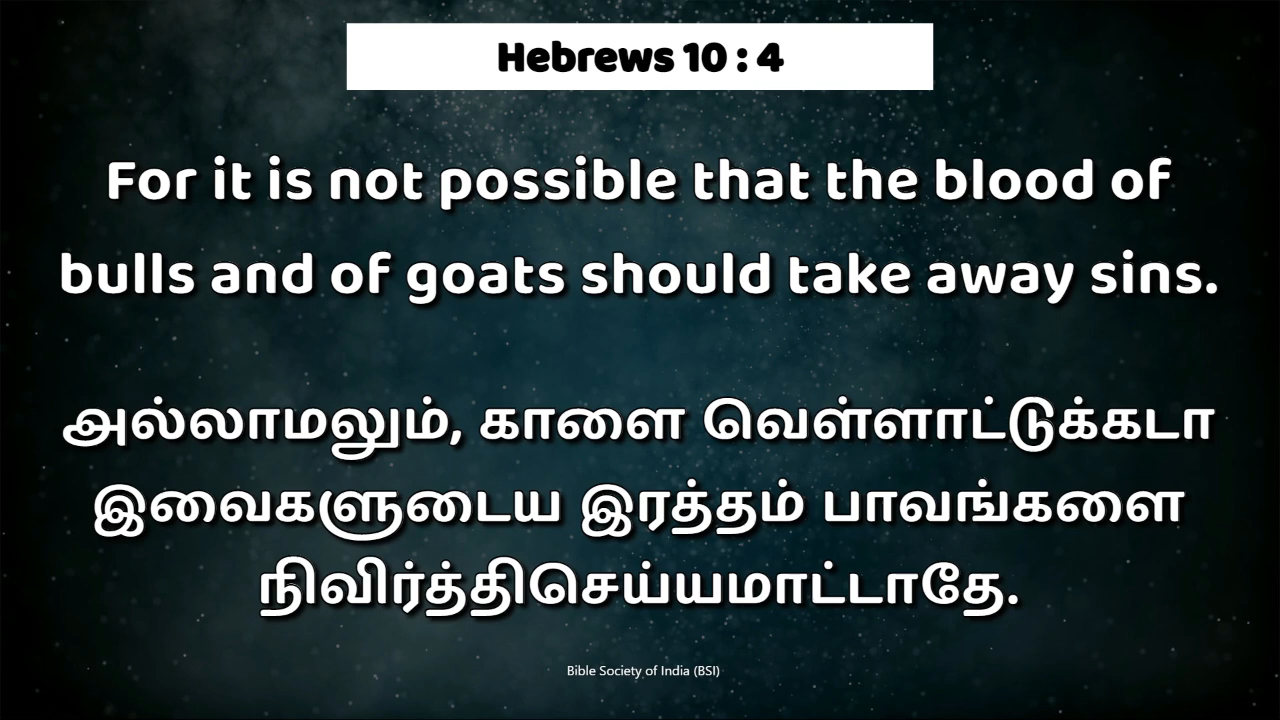 Hebrews 10 : 4
For it is not possible that the blood of
bulls and of goats should take away sins.
அல்லாமலும், காளை வெள்ளாட்டுக்கடா
இவைகளுடைய இரத்தம் பாவங்களை
நிவிர்த்திசெய்யமாட்டாதே.
Bible Society of India (BSI)